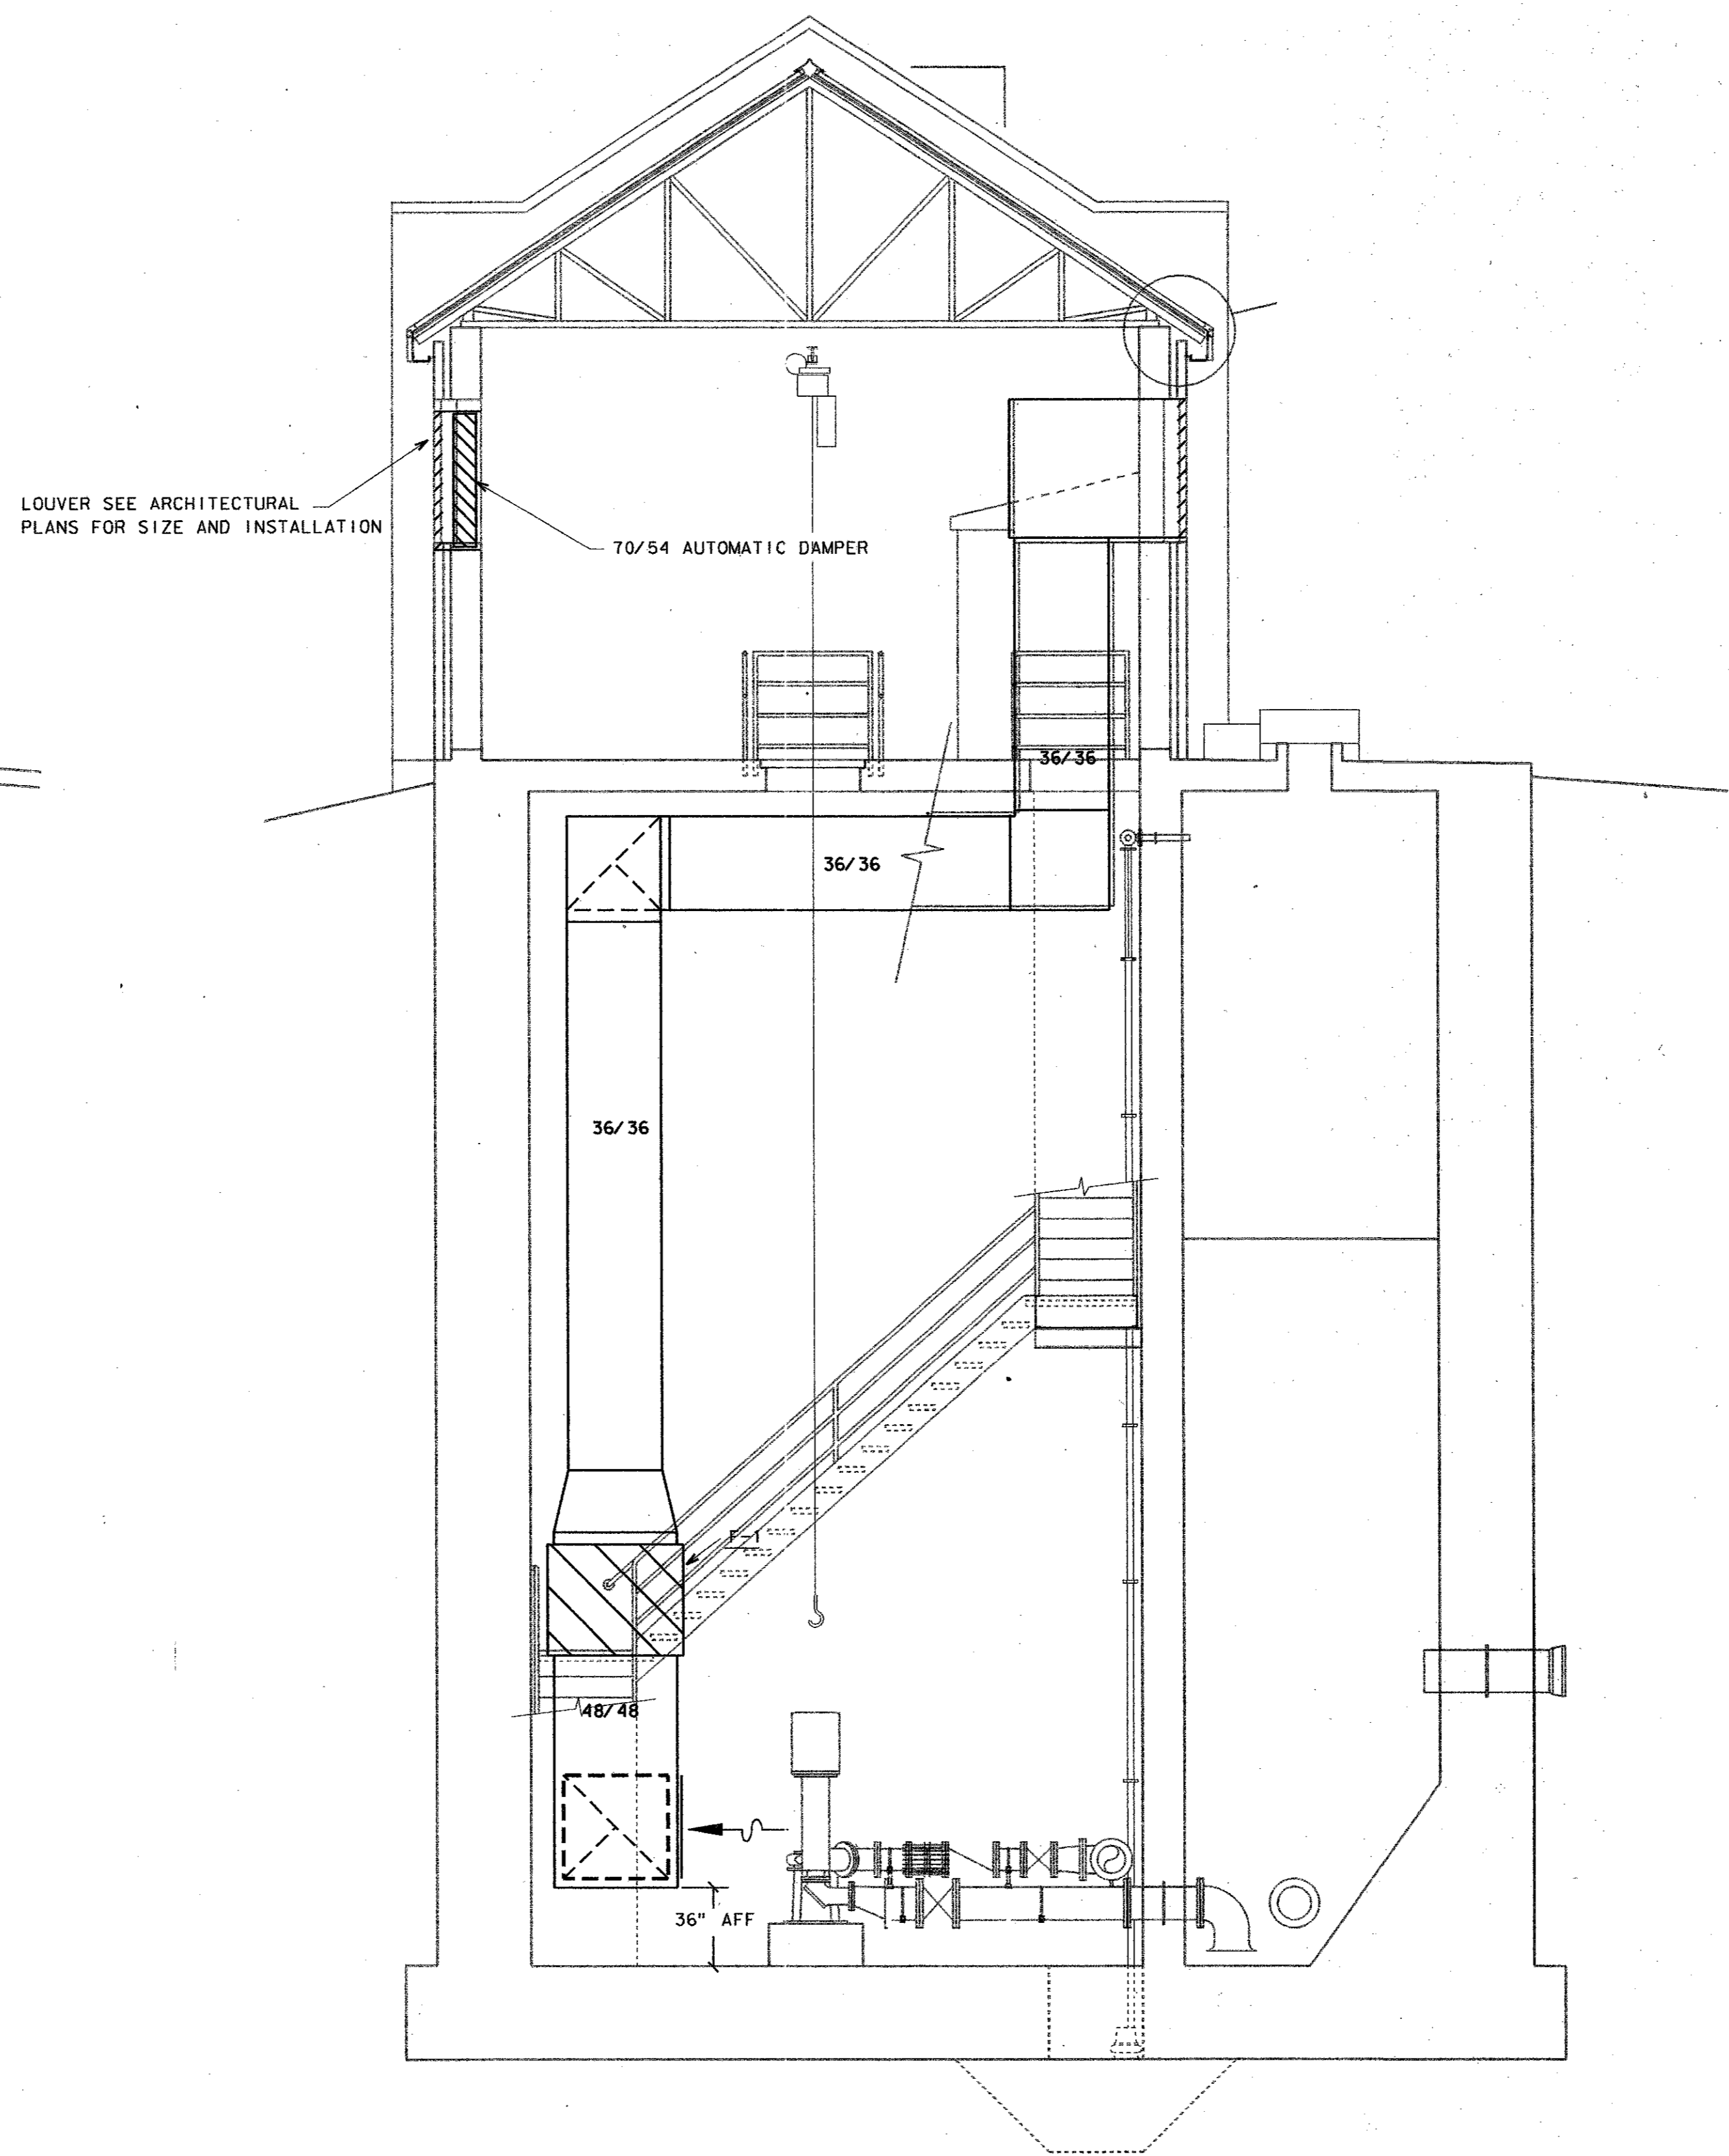 LOUVER SEE ARCHITECTURAL
PLANS FOR SIZE AND INSTALLATION
70/54 AUTOMATIC DAMPER
36/36
36/36
36/36
F-1
48/48
36" AFF